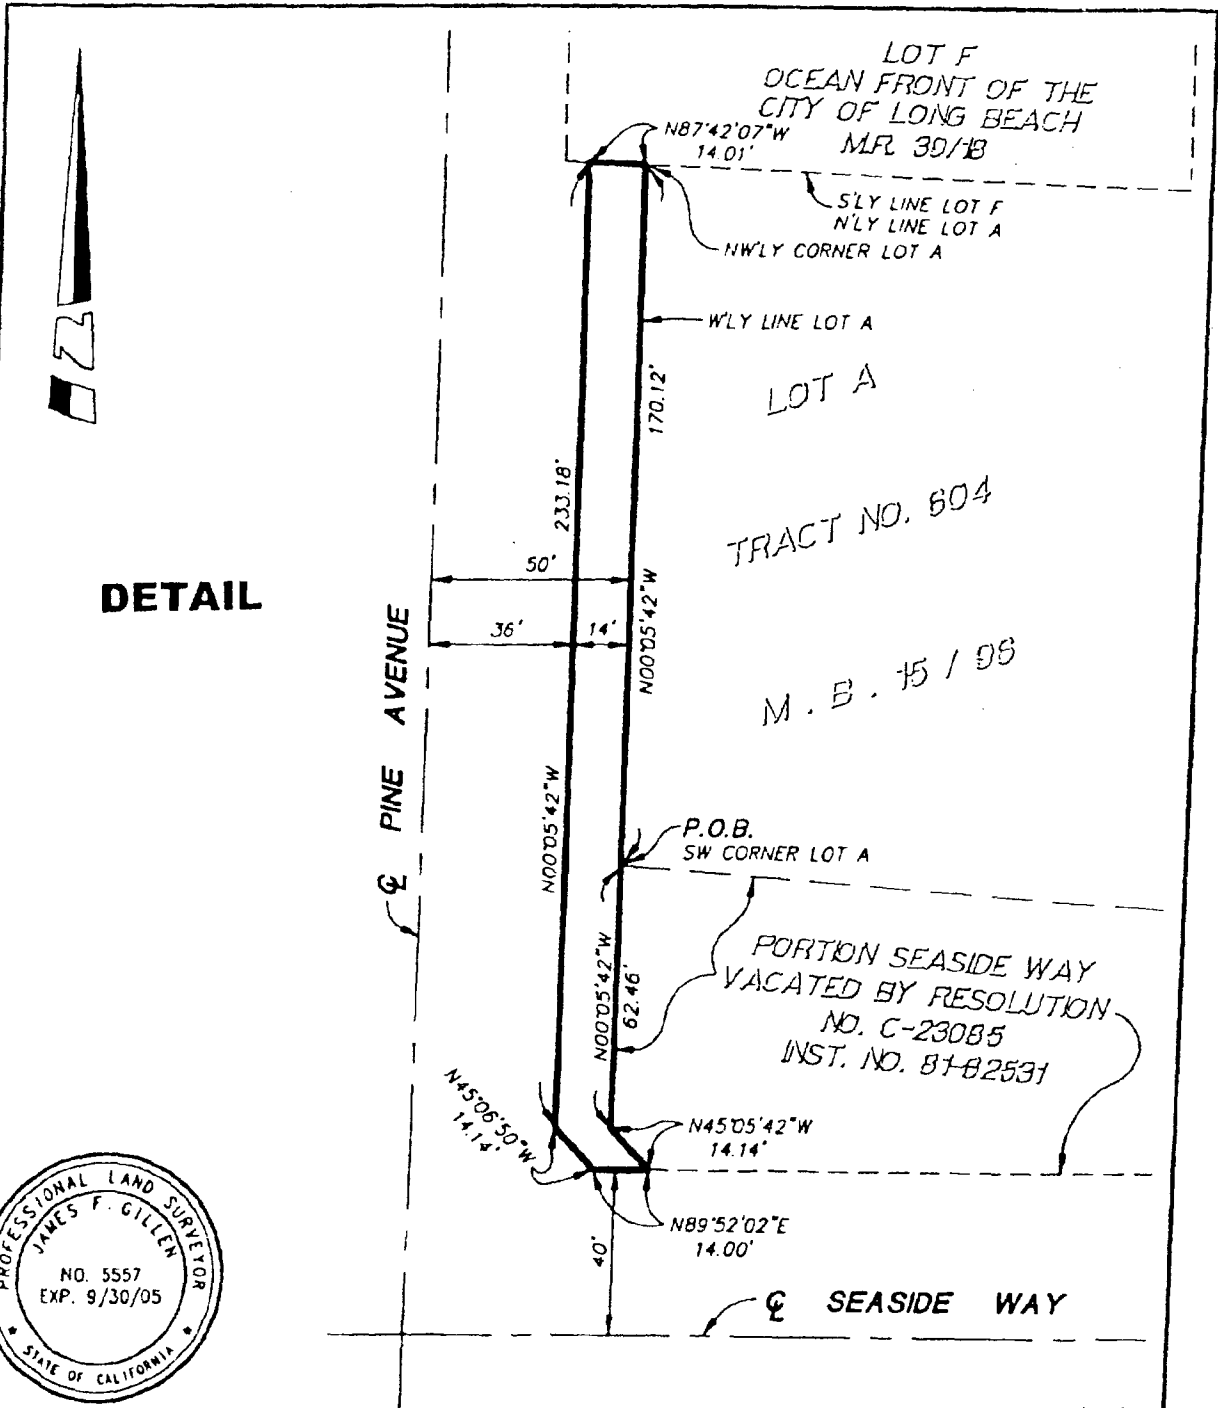 LOT F
OCEAN FRONT OF THE
CITY OF LONG BEACH
M.R. 30/18
N87°42'07"W
14.01'
S'LY LINE LOT F
N'LY LINE LOT A
NW'LY CORNER LOT A
W'LY LINE LOT A
170.12'
LOT A
233.18'
TRACT NO. 604
50'
DETAIL
36'
14'
N00°05'42"W
M . B . 15 / 96
℄ PINE AVENUE
N00°05'42"W
P.O.B.
SW CORNER LOT A
N00°05'42"W
62.46'
PORTION SEASIDE WAY
VACATED BY RESOLUTION
NO. C-23085
INST. NO. 81-82531
N45°06'50"W
14.14'
N45°05'42"W
14.14'
N89°52'02"E
14.00'
40'
℄ SEASIDE WAY
PROFESSIONAL LAND SURVEYOR
JAMES F. GILLEN
NO. 5557
EXP. 9/30/05
* STATE OF CALIFORNIA *